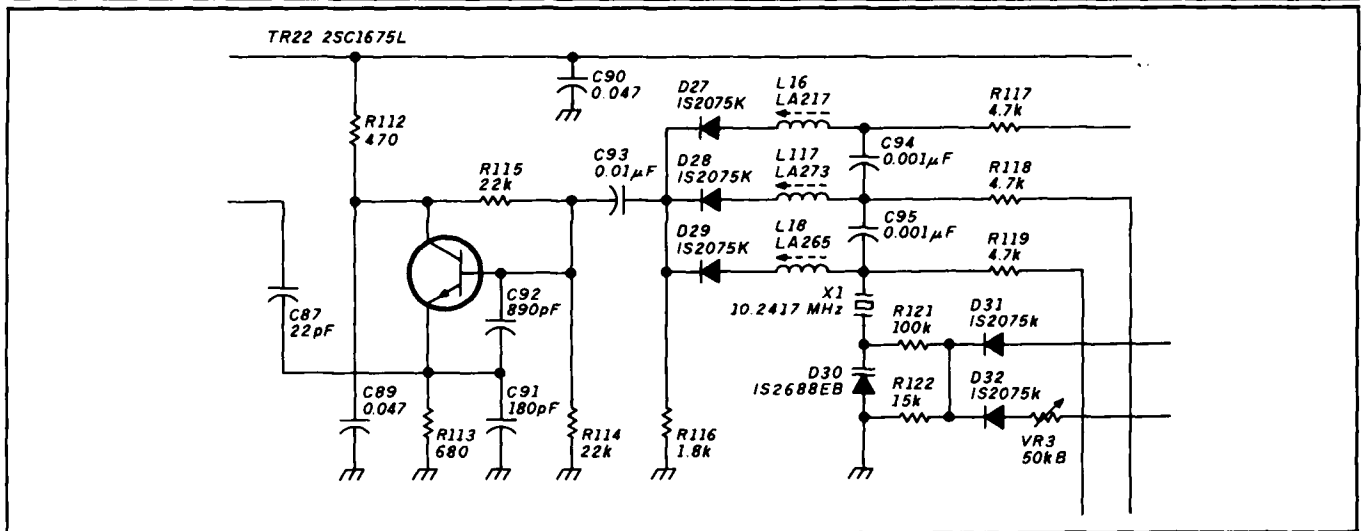 TR22 2SC1675L
C90
0.047
R112
470
D27
IS2075K
L16
LA217
R117
4.7k
C93
0.01µF
C94
0.001µF
D28
IS2075K
L117
LA273
R118
4.7k
R115
22k
C95
0.001µF
D29
IS2075K
L18
LA265
R119
4.7k
C92
890pF
X1
10.2417 MHz
R121
100k
D31
IS2075k
C87
22pF
D30
IS2688EB
R122
15k
D32
IS2075k
C89
0.047
C91
180pF
R113
680
R114
22k
R116
1.8k
VR3
50kB